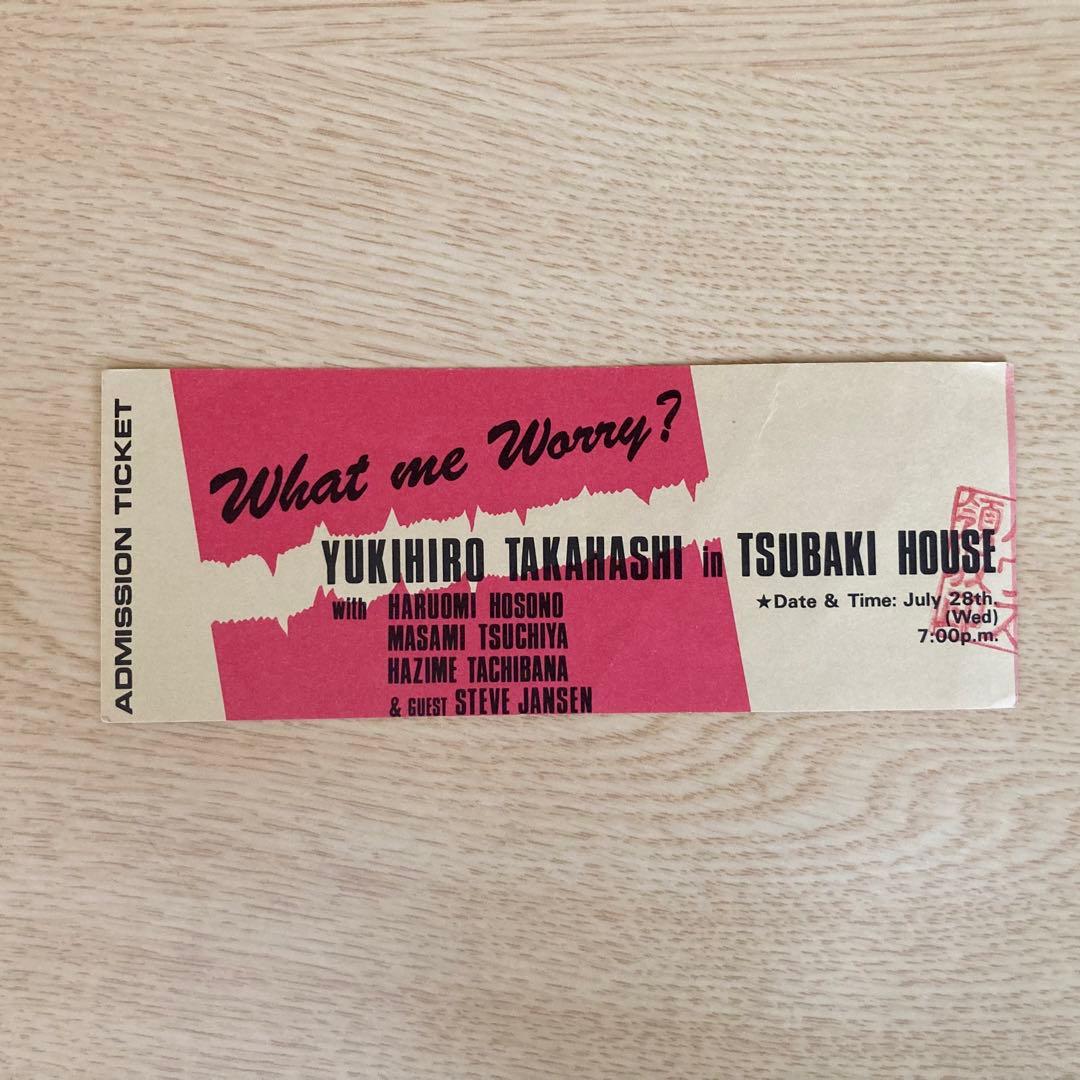 ADMISSION TICKET
What me Worry?
YUKIHIRO TAKAHASHI in TSUBAKI HOUSE
with HARUOMI HOSONO
MASAMI TSUCHIYA
HAZIME TACHIBANA
& GUEST STEVE JANSEN
★Date & Time: July 28th.
(Wed)
7:00p.m.